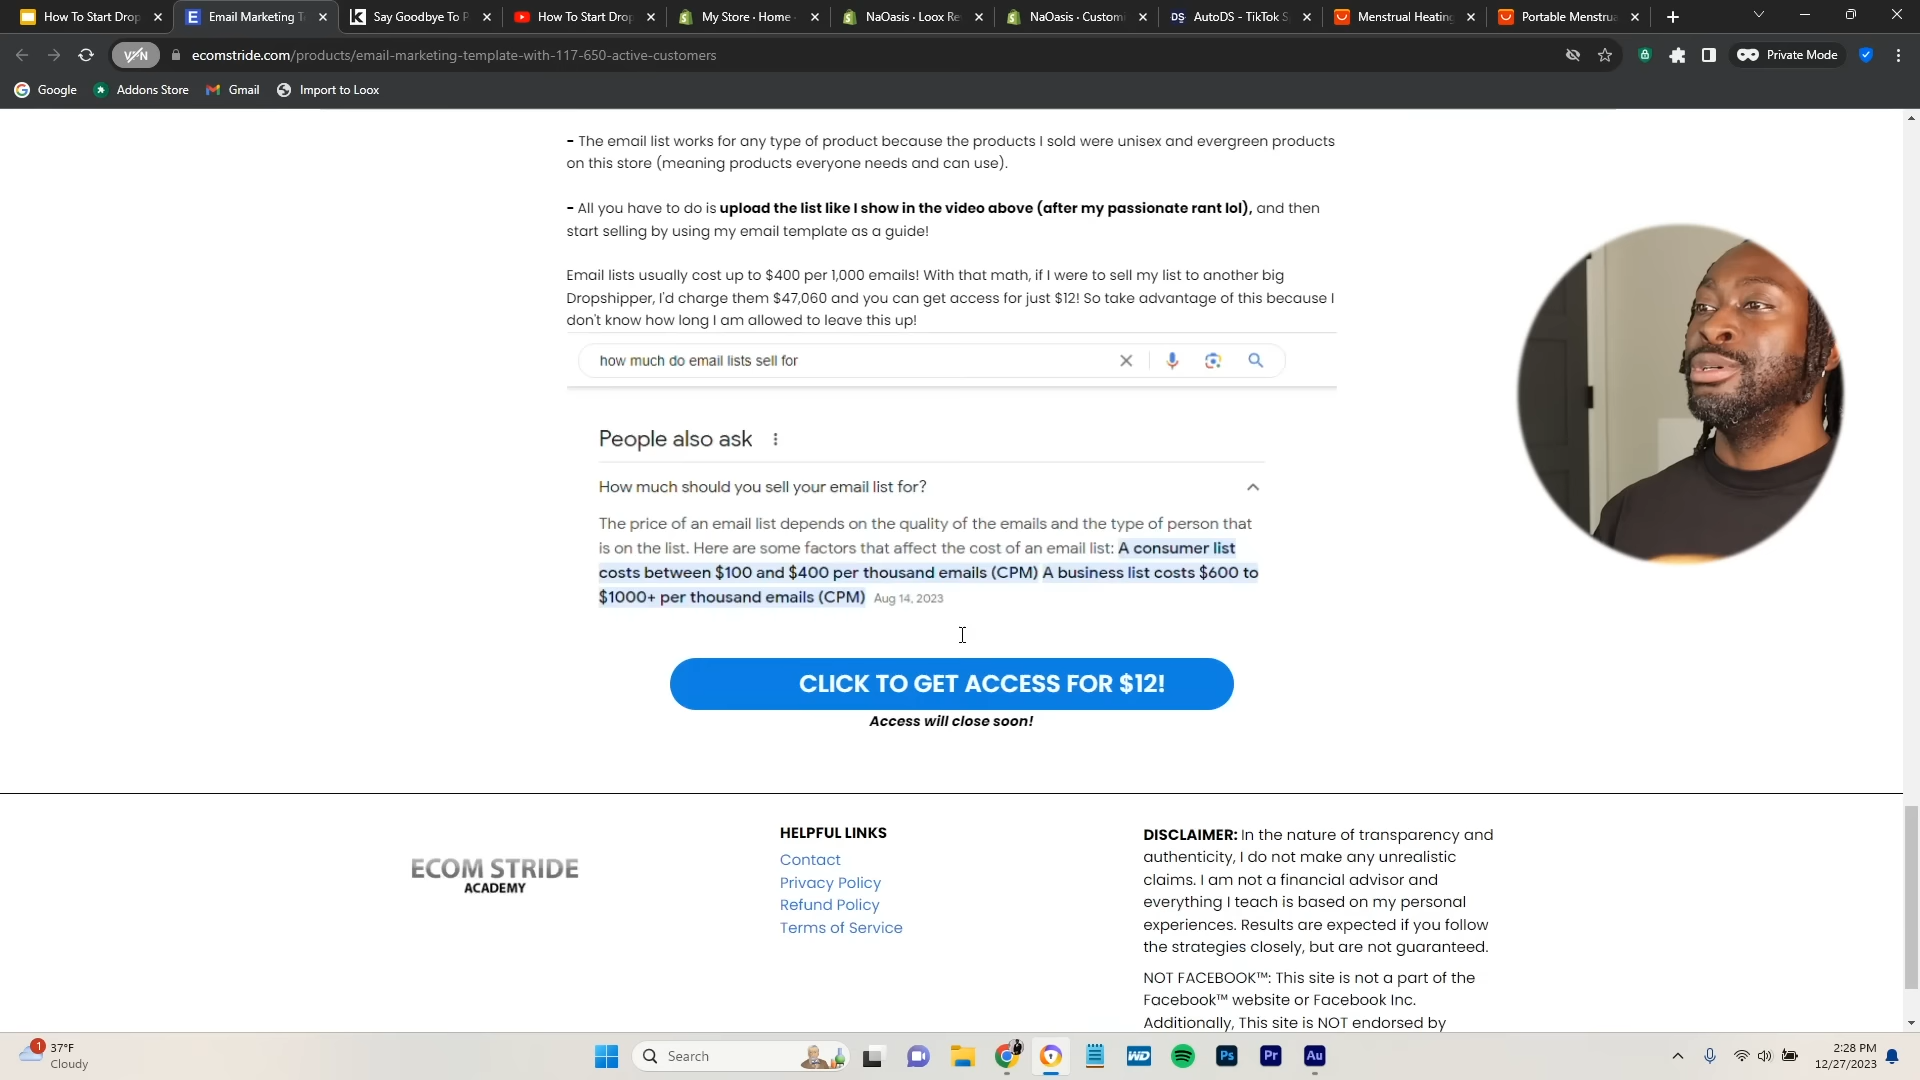 How To Start Drop
Email Marketing T
Say Goodbye To P
How To Start Drop
My Store · Home ·
NaOasis · Loox Re
NaOasis · Customi
AutoDS - TikTok S
Menstrual Heating
Portable Menstrua
VPN
ecomstride.com/products/email-marketing-template-with-117-650-active-customers
Private Mode
Google
Addons Store
Gmail
Import to Loox
- The email list works for any type of product because the products I sold were unisex and evergreen products
on this store (meaning products everyone needs and can use).
- All you have to do is upload the list like I show in the video above (after my passionate rant lol), and then
start selling by using my email template as a guide!
Email lists usually cost up to $400 per 1,000 emails! With that math, if I were to sell my list to another big
Dropshipper, I'd charge them $47,060 and you can get access for just $12! So take advantage of this because I
don't know how long I am allowed to leave this up!
how much do email lists sell for
People also ask
How much should you sell your email list for?
The price of an email list depends on the quality of the emails and the type of person that
is on the list. Here are some factors that affect the cost of an email list: A consumer list
costs between $100 and $400 per thousand emails (CPM) A business list costs $600 to
$1000+ per thousand emails (CPM) Aug 14, 2023
CLICK TO GET ACCESS FOR $12!
Access will close soon!
ECOM STRIDE
ACADEMY
HELPFUL LINKS
Contact
Privacy Policy
Refund Policy
Terms of Service
DISCLAIMER: In the nature of transparency and
authenticity, I do not make any unrealistic
claims. I am not a financial advisor and
everything I teach is based on my personal
experiences. Results are expected if you follow
the strategies closely, but are not guaranteed.
NOT FACEBOOK™: This site is not a part of the
Facebook™ website or Facebook Inc.
Additionally, This site is NOT endorsed by
1
37°F
Cloudy
Search
WD
Ps
Pr
Au
2:28 PM
12/27/2023